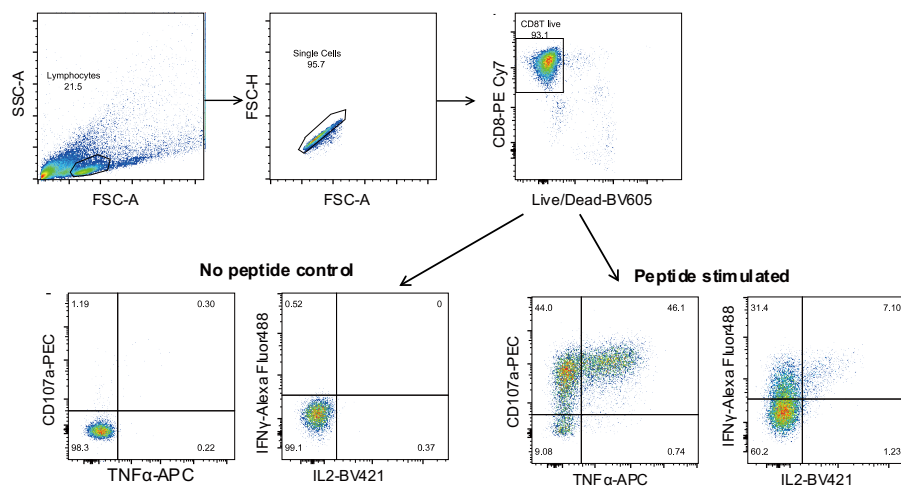 SSC-A
Lymphocytes
21.5
FSC-A
FSC-H
Single Cells
95.7
FSC-A
CD8-PE Cy7
CD8T live
93.1
Live/Dead-BV605
No peptide control
Peptide stimulated
CD107a-PEC
1.19
0.30
98.3
0.22
TNFα-APC
IFNγ-Alexa Fluor488
0.52
0
99.1
0.37
IL2-BV421
CD107a-PEC
44.0
46.1
9.08
0.74
TNFα-APC
IFNγ-Alexa Fluor488
31.4
7.10
60.2
1.23
IL2-BV421